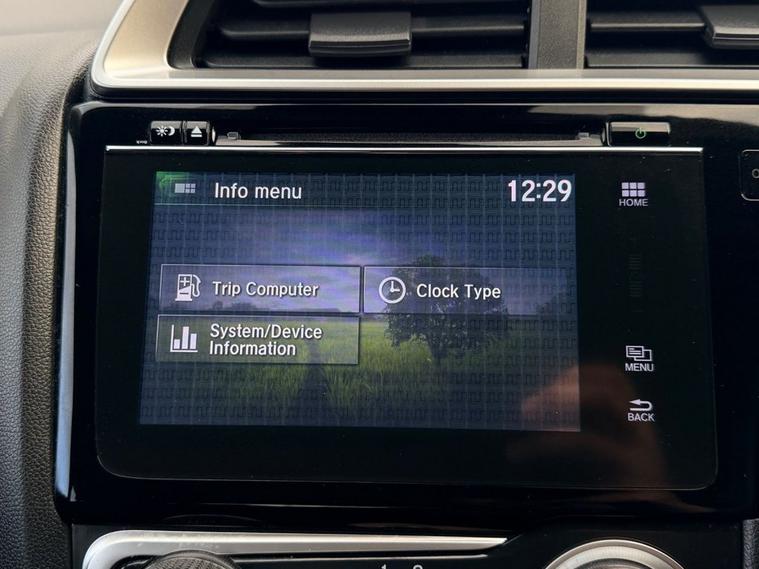 Info menu
12:29
HOME
Trip Computer
Clock Type
System/Device
Information
MENU
BACK